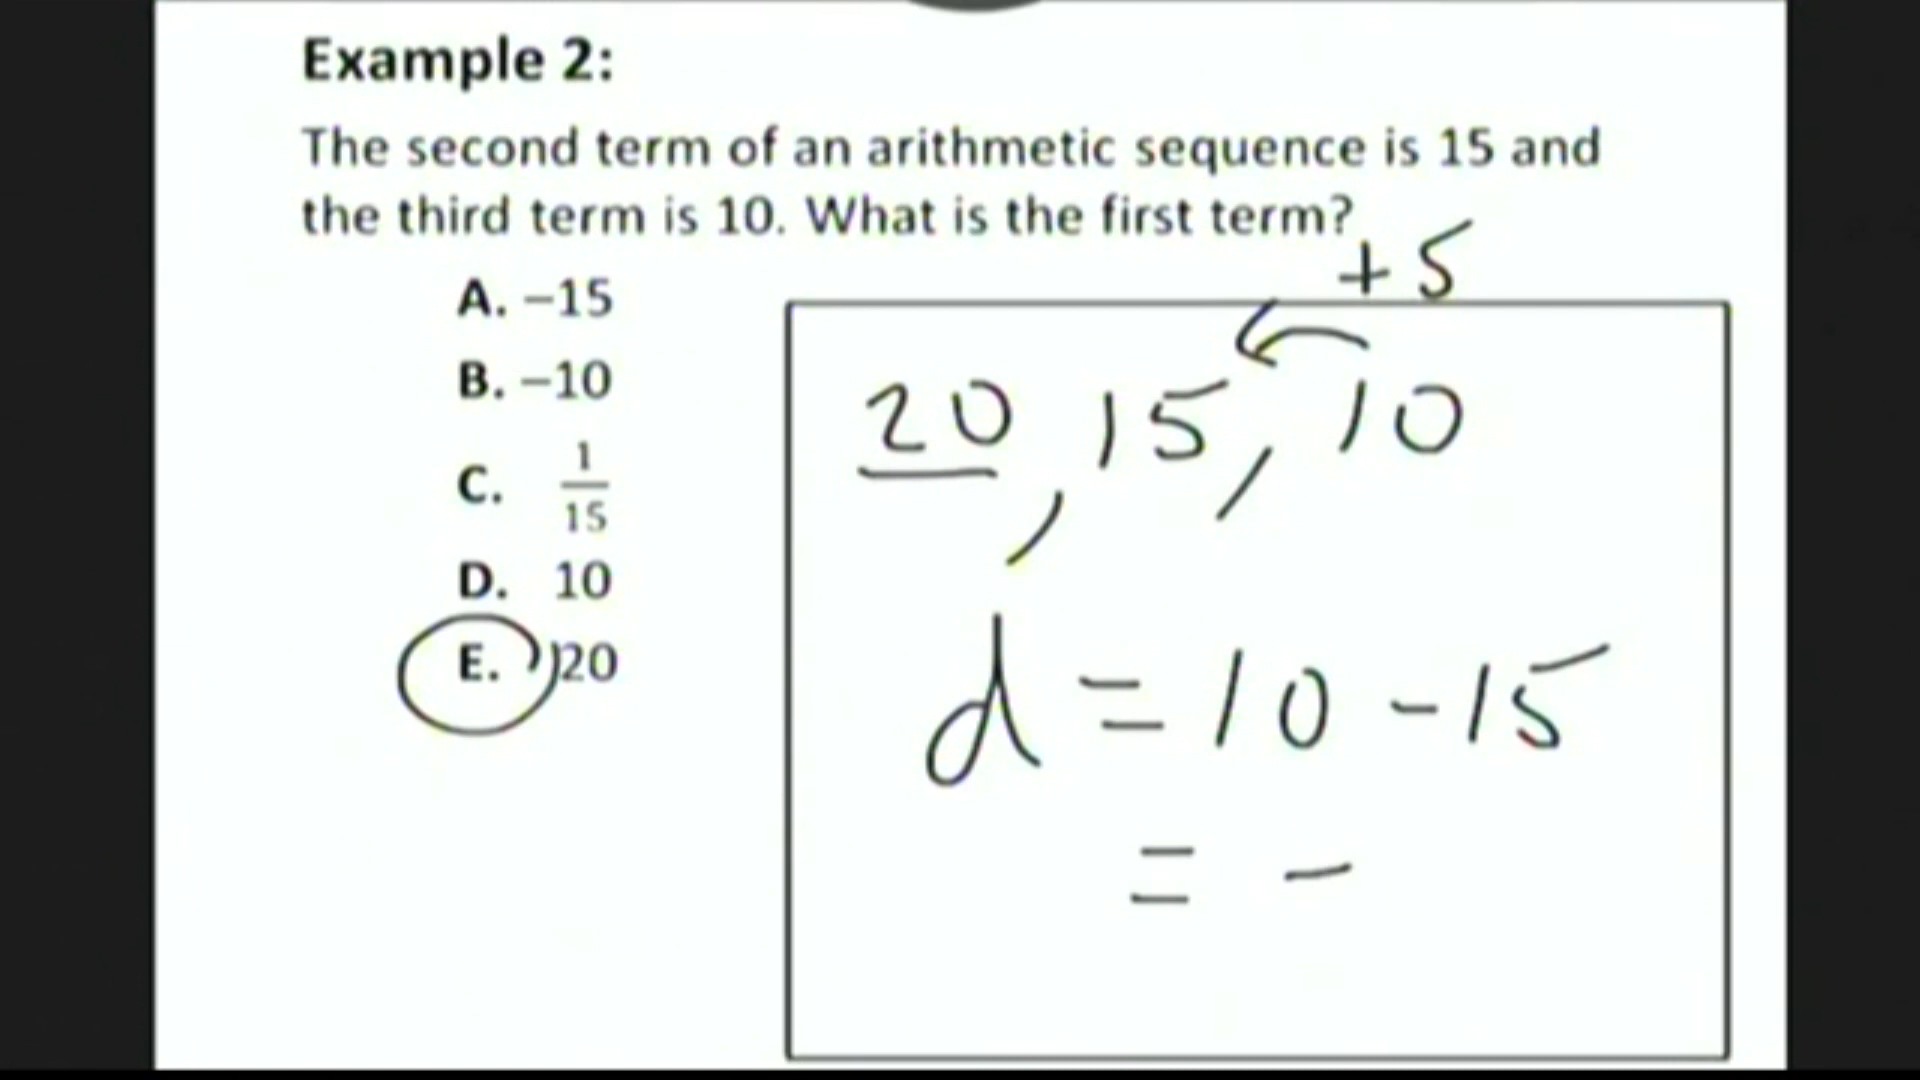 Example 2:
The second term of an arithmetic sequence is 15 and
the third term is 10. What is the first term?
+5
A. –15
B. –10
C. 1/15
D. 10
E. 20
20, 15, 10
d = 10 - 15
= -